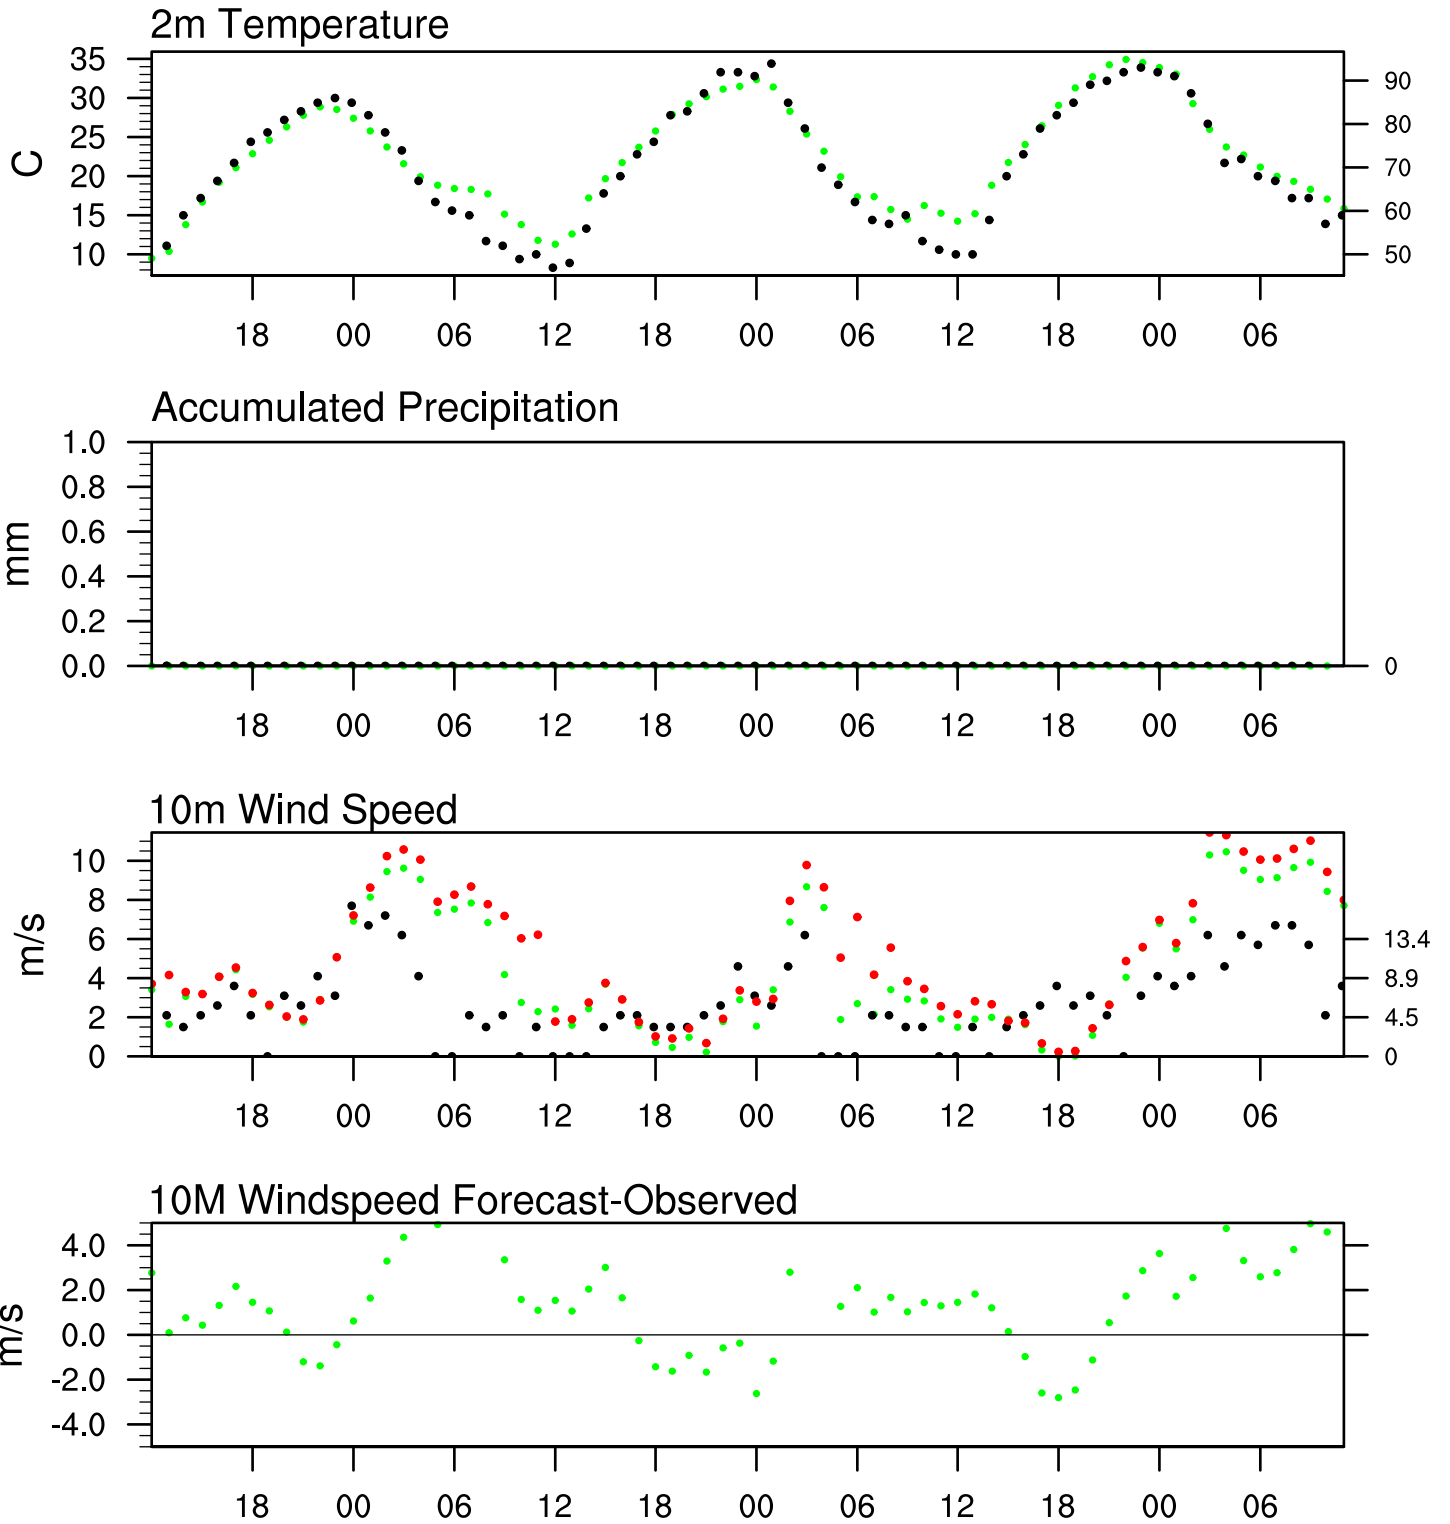 2m Temperature
35
30
25
20
15
10
C
90
80
70
60
50
18 00 06 12 18 00 06 12 18 00 06
Accumulated Precipitation
1.0
0.8
0.6
0.4
0.2
0.0
mm
0
18 00 06 12 18 00 06 12 18 00 06
10m Wind Speed
10
8
6
4
2
0
m/s
13.4
8.9
4.5
0
18 00 06 12 18 00 06 12 18 00 06
10M Windspeed Forecast-Observed
4.0
2.0
0.0
-2.0
-4.0
m/s
18 00 06 12 18 00 06 12 18 00 06